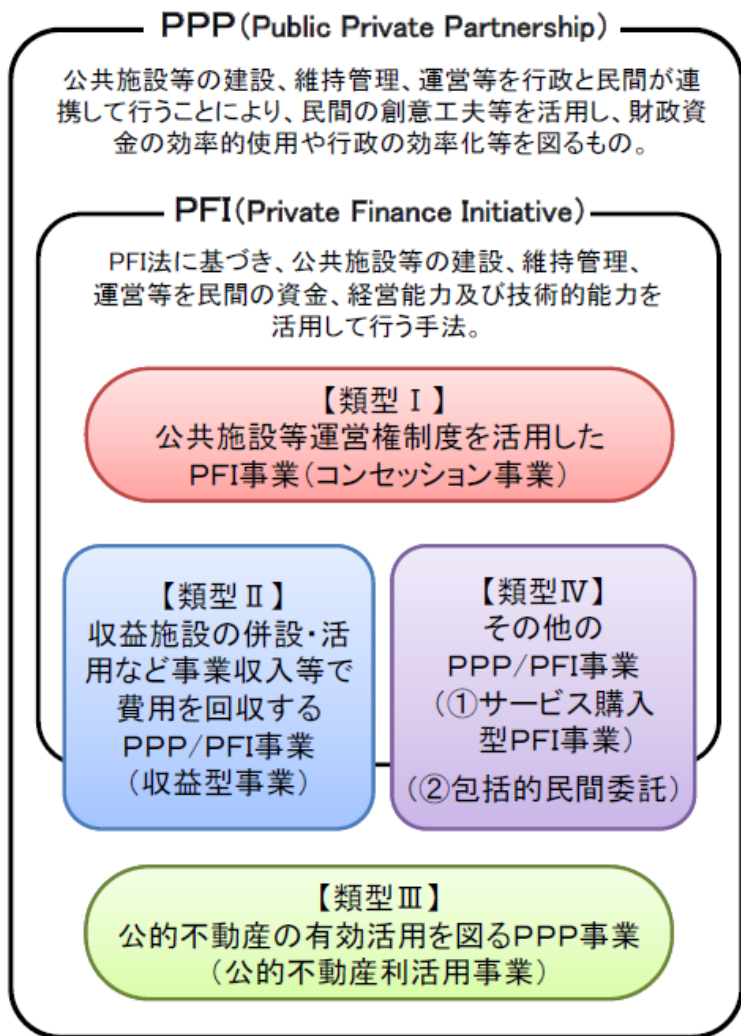 PPP(Public Private Partnership)
公共施設等の建設、維持管理、運営等を行政と民間が連
携して行うことにより、民間の創意工夫等を活用し、財政資
金の効率的使用や行政の効率化等を図るもの。
PFI(Private Finance Initiative)
PFI法に基づき、公共施設等の建設、維持管理、
運営等を民間の資金、経営能力及び技術的能力を
活用して行う手法。
【類型Ⅰ】
公共施設等運営権制度を活用した
PFI事業(コンセッション事業)
【類型Ⅱ】
収益施設の併設・活
用など事業収入等で
費用を回収する
PPP/PFI事業
(収益型事業)
【類型Ⅳ】
その他の
PPP/PFI事業
(①サービス購入
型PFI事業)
(②包括的民間委託)
【類型Ⅲ】
公的不動産の有効活用を図るPPP事業
(公的不動産利活用事業)